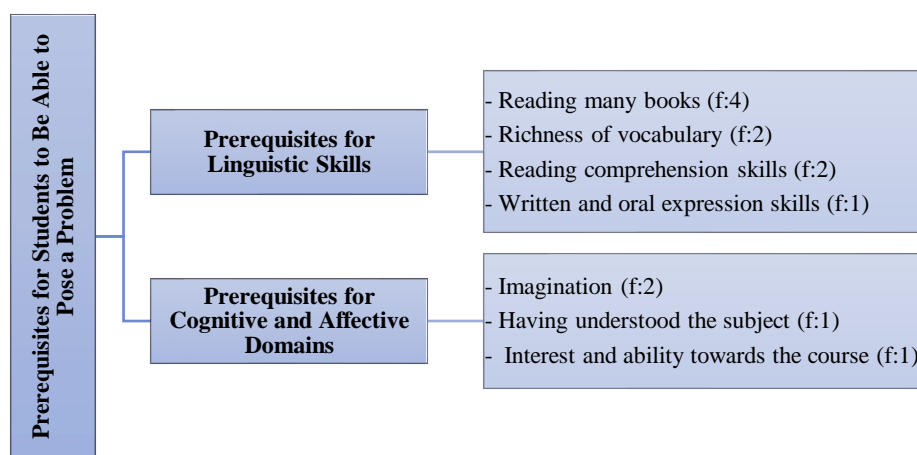 Prerequisites for Students to Be Able to
Pose a Problem
Prerequisites for
Linguistic Skills
- Reading many books (f:4)
- Richness of vocabulary (f:2)
- Reading comprehension skills (f:2)
- Written and oral expression skills (f:1)
Prerequisites for
Cognitive and Affective
Domains
- Imagination (f:2)
- Having understood the subject (f:1)
- Interest and ability towards the course (f:1)